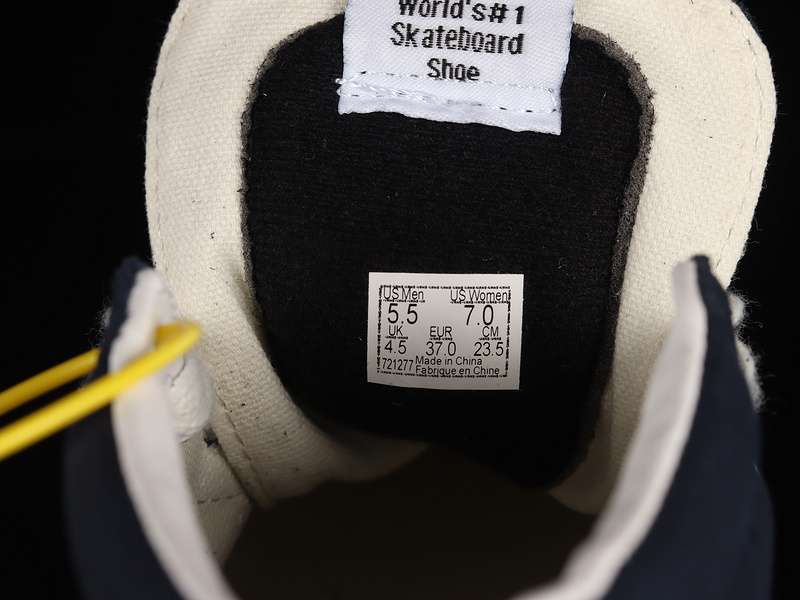 World's#1
Skateboard
Shoe
US Men US Women
5.5 7.0
UK EUR CM
4.5 37.0 23.5
721277 Made in China
Fabrique en Chine